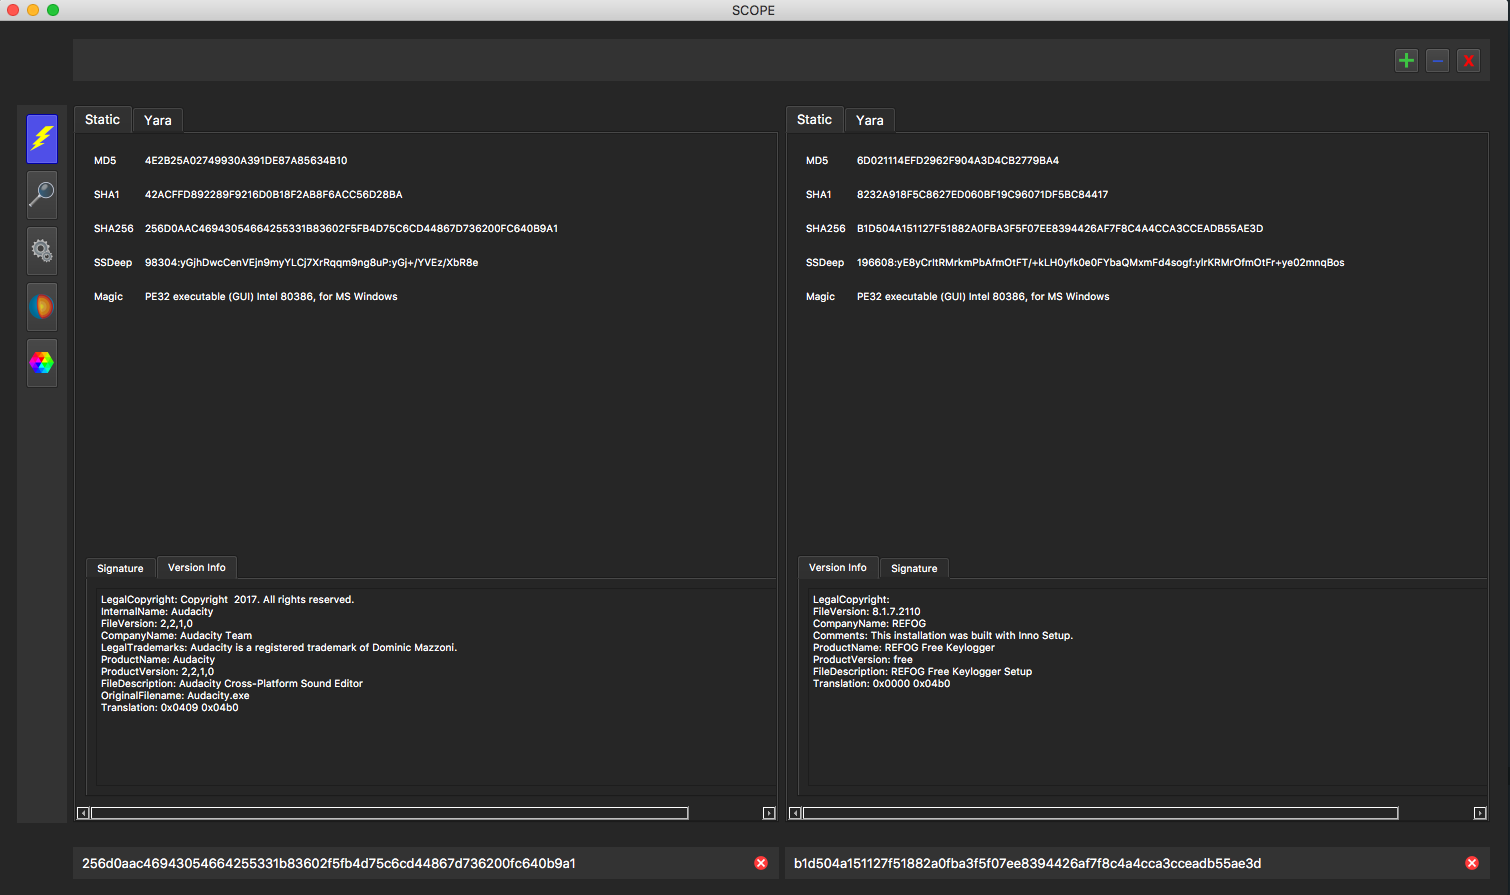 SCOPE
Static Yara
MD5 4E2B25A02749930A391DE87A85634B10
SHA1 42ACFFD892289F9216D0B18F2AB8F6ACC56D28BA
SHA256 256D0AAC46943054664255331B83602F5FB4D75C6CD44867D736200FC640B9A1
SSDeep 98304:yGjhDwcCenVEjn9myYLCj7XrRqqm9ng8uP:yGj+/YVEz/XbR8e
Magic PE32 executable (GUI) Intel 80386, for MS Windows
Signature Version Info
LegalCopyright: Copyright  2017. All rights reserved.
InternalName: Audacity
FileVersion: 2,2,1,0
CompanyName: Audacity Team
LegalTrademarks: Audacity is a registered trademark of Dominic Mazzoni.
ProductName: Audacity
ProductVersion: 2,2,1,0
FileDescription: Audacity Cross-Platform Sound Editor
OriginalFilename: Audacity.exe
Translation: 0x0409 0x04b0
256d0aac46943054664255331b83602f5fb4d75c6cd44867d736200fc640b9a1
Static Yara
MD5 6D021114EFD2962F904A3D4CB2779BA4
SHA1 8232A918F5C8627ED060BF19C96071DF5BC84417
SHA256 B1D504A151127F51882A0FBA3F5F07EE8394426AF7F8C4A4CCA3CCEADB55AE3D
SSDeep 196608:yE8yCrItRMrkmPbAfmOtFT/+kLH0yfk0e0FYbaQMxmFd4sogf:yIrKRMrOfmOtFr+ye02mnqBos
Magic PE32 executable (GUI) Intel 80386, for MS Windows
Version Info Signature
LegalCopyright:
FileVersion: 8.1.7.2110
CompanyName: REFOG
Comments: This installation was built with Inno Setup.
ProductName: REFOG Free Keylogger
ProductVersion: free
FileDescription: REFOG Free Keylogger Setup
Translation: 0x0000 0x04b0
b1d504a151127f51882a0fba3f5f07ee8394426af7f8c4a4cca3cceadb55ae3d